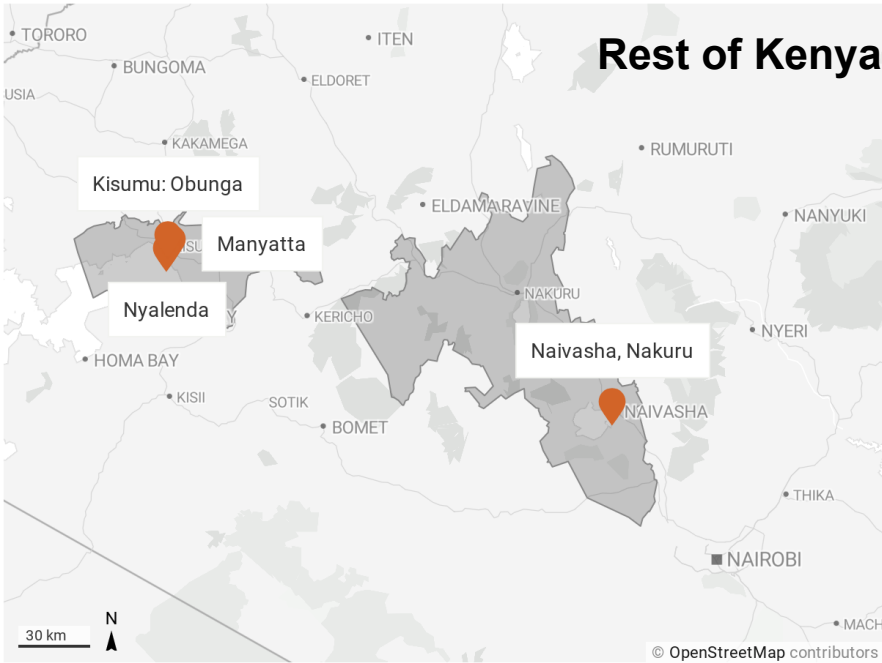 TORORO
ITEN
Rest of Kenya
BUNGOMA
ELDORET
USIA
KAKAMEGA
RUMURUTI
Kisumu: Obunga
ELDAMA RAVINE
NANYUKI
Manyatta
NAKURU
Nyalenda
KERICHO
NYERI
Naivasha, Nakuru
HOMA BAY
KISII
SOTIK
NAIVASHA
BOMET
THIKA
NAIROBI
N
MACH
30 km
© OpenStreetMap contributors